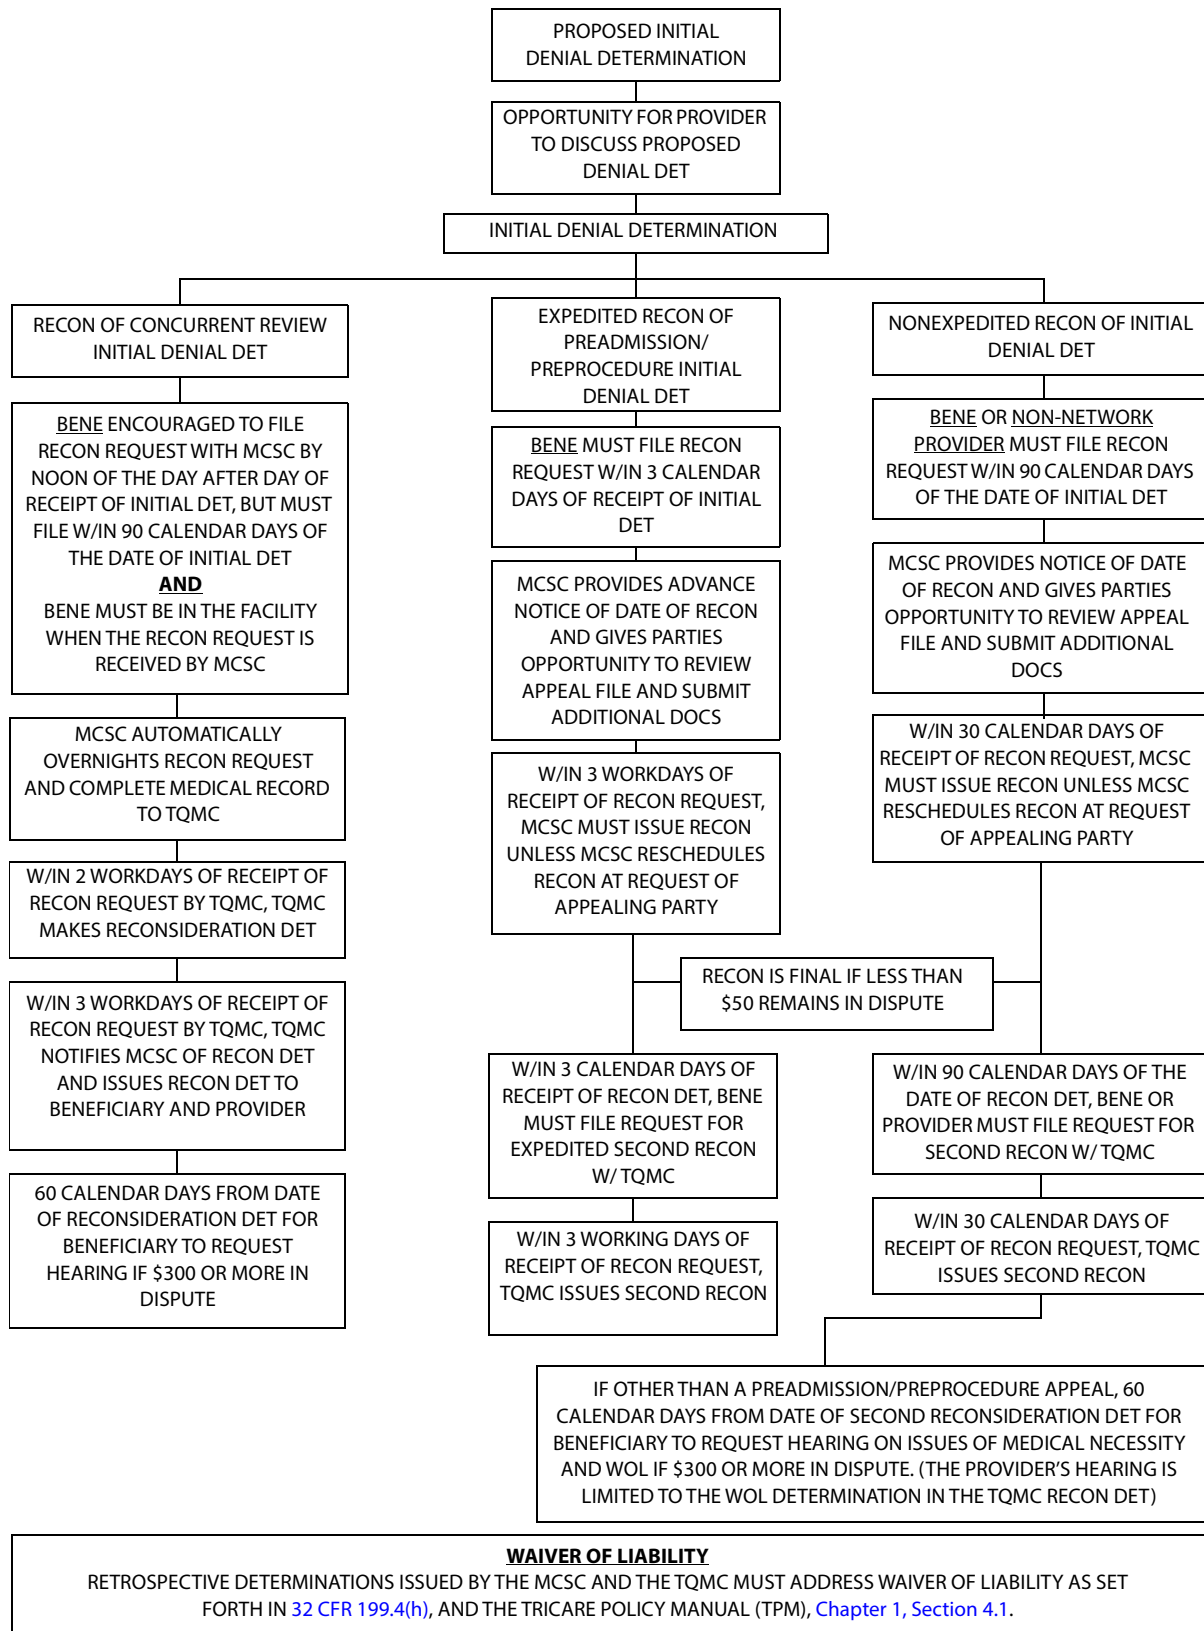 PROPOSED INITIAL
DENIAL DETERMINATION
OPPORTUNITY FOR PROVIDER
TO DISCUSS PROPOSED
DENIAL DET
INITIAL DENIAL DETERMINATION
RECON OF CONCURRENT REVIEW
INITIAL DENIAL DET
BENE ENCOURAGED TO FILE
RECON REQUEST WITH MCSC BY
NOON OF THE DAY AFTER DAY OF
RECEIPT OF INITIAL DET, BUT MUST
FILE W/IN 90 CALENDAR DAYS OF
THE DATE OF INITIAL DET
AND
BENE MUST BE IN THE FACILITY
WHEN THE RECON REQUEST IS
RECEIVED BY MCSC
MCSC AUTOMATICALLY
OVERNIGHTS RECON REQUEST
AND COMPLETE MEDICAL RECORD
TO TQMC
W/IN 2 WORKDAYS OF RECEIPT OF
RECON REQUEST BY TQMC, TQMC
MAKES RECONSIDERATION DET
W/IN 3 WORKDAYS OF RECEIPT OF
RECON REQUEST BY TQMC, TQMC
NOTIFIES MCSC OF RECON DET
AND ISSUES RECON DET TO
BENEFICIARY AND PROVIDER
60 CALENDAR DAYS FROM DATE
OF RECONSIDERATION DET FOR
BENEFICIARY TO REQUEST
HEARING IF $300 OR MORE IN
DISPUTE
EXPEDITED RECON OF
PREADMISSION/
PREPROCEDURE INITIAL
DENIAL DET
BENE MUST FILE RECON
REQUEST W/IN 3 CALENDAR
DAYS OF RECEIPT OF INITIAL
DET
MCSC PROVIDES ADVANCE
NOTICE OF DATE OF RECON
AND GIVES PARTIES
OPPORTUNITY TO REVIEW
APPEAL FILE AND SUBMIT
ADDITIONAL DOCS
W/IN 3 WORKDAYS OF
RECEIPT OF RECON REQUEST,
MCSC MUST ISSUE RECON
UNLESS MCSC RESCHEDULES
RECON AT REQUEST OF
APPEALING PARTY
NONEXPEDITED RECON OF INITIAL
DENIAL DET
BENE OR NON-NETWORK
PROVIDER MUST FILE RECON
REQUEST W/IN 90 CALENDAR DAYS
OF THE DATE OF INITIAL DET
MCSC PROVIDES NOTICE OF DATE
OF RECON AND GIVES PARTIES
OPPORTUNITY TO REVIEW APPEAL
FILE AND SUBMIT ADDITIONAL
DOCS
W/IN 30 CALENDAR DAYS OF
RECEIPT OF RECON REQUEST, MCSC
MUST ISSUE RECON UNLESS MCSC
RESCHEDULES RECON AT REQUEST
OF APPEALING PARTY
RECON IS FINAL IF LESS THAN
$50 REMAINS IN DISPUTE
W/IN 3 CALENDAR DAYS OF
RECEIPT OF RECON DET, BENE
MUST FILE REQUEST FOR
EXPEDITED SECOND RECON
W/ TQMC
W/IN 3 WORKING DAYS OF
RECEIPT OF RECON REQUEST,
TQMC ISSUES SECOND RECON
W/IN 90 CALENDAR DAYS OF THE
DATE OF RECON DET, BENE OR
PROVIDER MUST FILE REQUEST FOR
SECOND RECON W/ TQMC
W/IN 30 CALENDAR DAYS OF
RECEIPT OF RECON REQUEST, TQMC
ISSUES SECOND RECON
IF OTHER THAN A PREADMISSION/PREPROCEDURE APPEAL, 60
CALENDAR DAYS FROM DATE OF SECOND RECONSIDERATION DET FOR
BENEFICIARY TO REQUEST HEARING ON ISSUES OF MEDICAL NECESSITY
AND WOL IF $300 OR MORE IN DISPUTE. (THE PROVIDER'S HEARING IS
LIMITED TO THE WOL DETERMINATION IN THE TQMC RECON DET)
WAIVER OF LIABILITY
RETROSPECTIVE DETERMINATIONS ISSUED BY THE MCSC AND THE TQMC MUST ADDRESS WAIVER OF LIABILITY AS SET
FORTH IN 32 CFR 199.4(h), AND THE TRICARE POLICY MANUAL (TPM), Chapter 1, Section 4.1.